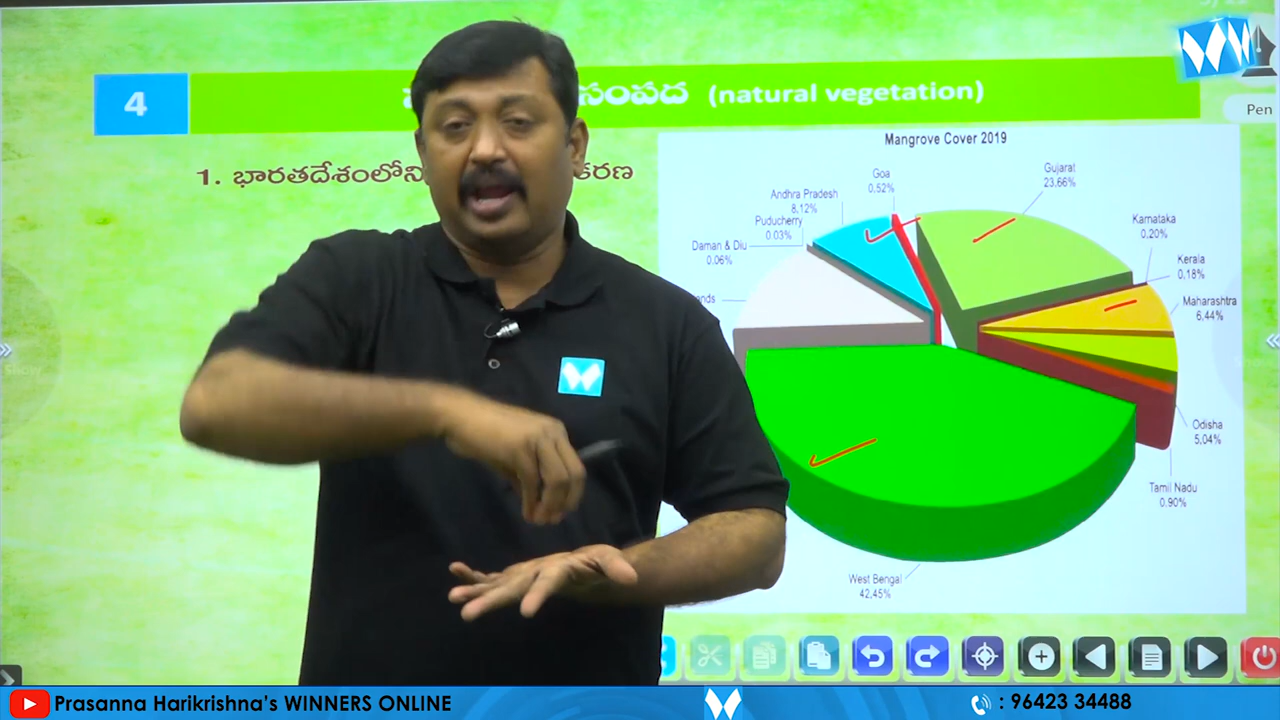 4
సంపద (natural vegetation)
Pen
Mangrove Cover 2019
1. భారతదేశంలోని కరణ
Goa
0.52%
Gujarat
23.66%
Andhra Pradesh
8.12%
Puducherry
0.03%
Daman & Diu
0.06%
Karnataka
0.20%
Kerala
0.18%
Maharashtra
6.44%
Odisha
5.04%
Tamil Nadu
0.90%
West Bengal
42.45%
Prasanna Harikrishna's WINNERS ONLINE
: 96423 34488